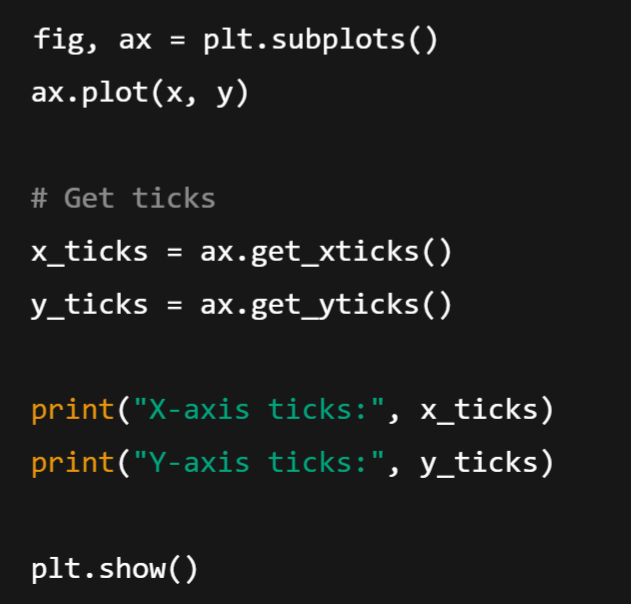 fig, ax = plt.subplots()
ax.plot(x, y)
# Get ticks
x_ticks = ax.get_xticks()
y_ticks = ax.get_yticks()
print("X-axis ticks:", x_ticks)
print("Y-axis ticks:", y_ticks)
plt.show()